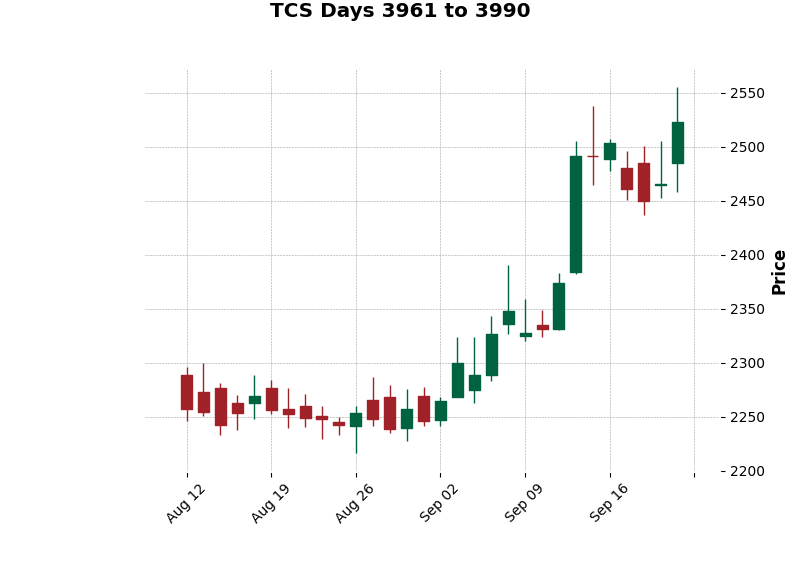 TCS Days 3961 to 3990
2550
2500
2450
2400
2350
2300
2250
2200
Price
Aug 12
Aug 19
Aug 26
Sep 02
Sep 09
Sep 16